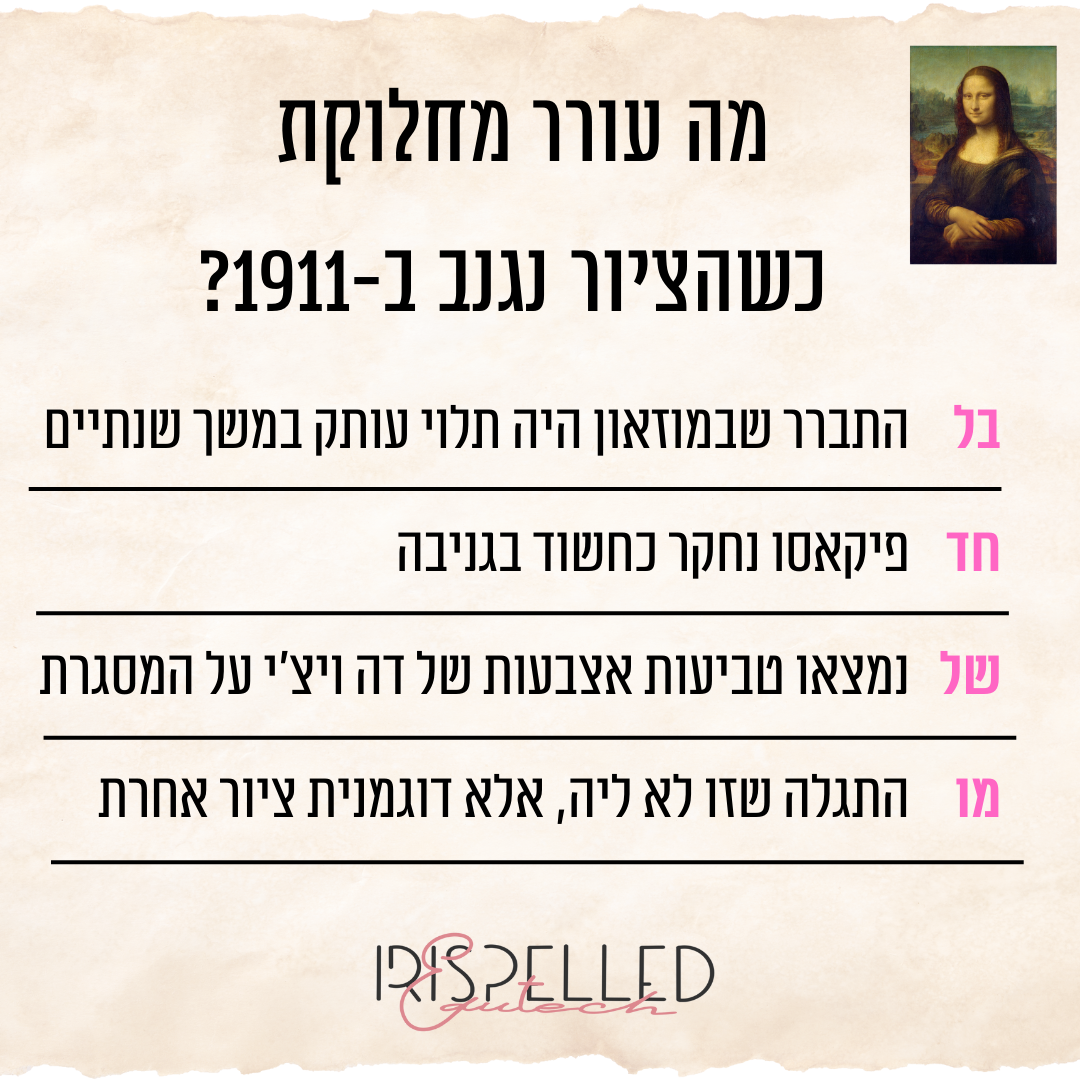 מה עורר מחלוקת
כשהציור נגנב ב-1911?
בל התברר שבמוזאון היה תלוי עותק במשך שנתיים
חד פיקאסו נחקר כחשוד בגניבה
של נמצאו טביעות אצבעות של דה ויצ'י על המסגרת
מו התגלה שזו לא ליה, אלא דוגמנית ציור אחרת
IRISPELLED
Edutech